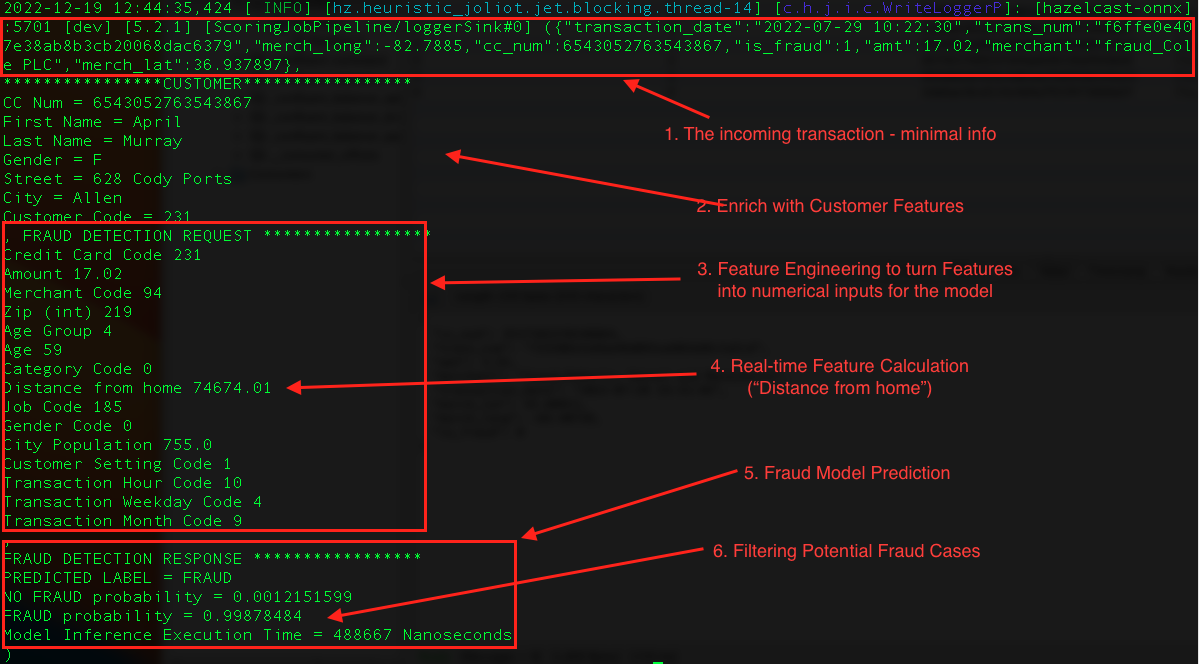 2022-12-19 12:44:35,424 [ INFO] [hz.heuristic_joliot.jet.blocking.thread-14] [c.h.j.i.c.WriteLoggerP]: [hazelcast-onnx]
:5701 [dev] [5.2.1] [ScoringJobPipeline/loggerSink#0] ({"transaction_date":"2022-07-29 10:22:30","trans_num":"f6ffe0e40
7e38ab8b3cb20068dac6379","merch_long":-82.7885,"cc_num":6543052763543867,"is_fraud":1,"amt":17.02,"merchant":"fraud_Col
e PLC","merch_lat":36.937897},
****************CUSTOMER****************
CC Num = 6543052763543867
First Name = April
Last Name = Murray
Gender = F
Street = 628 Cody Ports
City = Allen
Customer Code = 231
, FRAUD DETECTION REQUEST *****************
Credit Card Code 231
Amount 17.02
Merchant Code 94
Zip (int) 219
Age Group 4
Age 59
Category Code 0
Distance from home 74674.01
Job Code 185
Gender Code 0
City Population 755.0
Customer Setting Code 1
Transaction Hour Code 10
Transaction Weekday Code 4
Transaction Month Code 9
,
FRAUD DETECTION RESPONSE *****************
PREDICTED LABEL = FRAUD
NO FRAUD probability = 0.0012151599
FRAUD probability = 0.99878484
Model Inference Execution Time = 488667 Nanoseconds
)
1. The incoming transaction - minimal info
2. Enrich with Customer Features
3. Feature Engineering to turn Features
into numerical inputs for the model
4. Real-time Feature Calculation
(“Distance from home”)
5. Fraud Model Prediction
6. Filtering Potential Fraud Cases